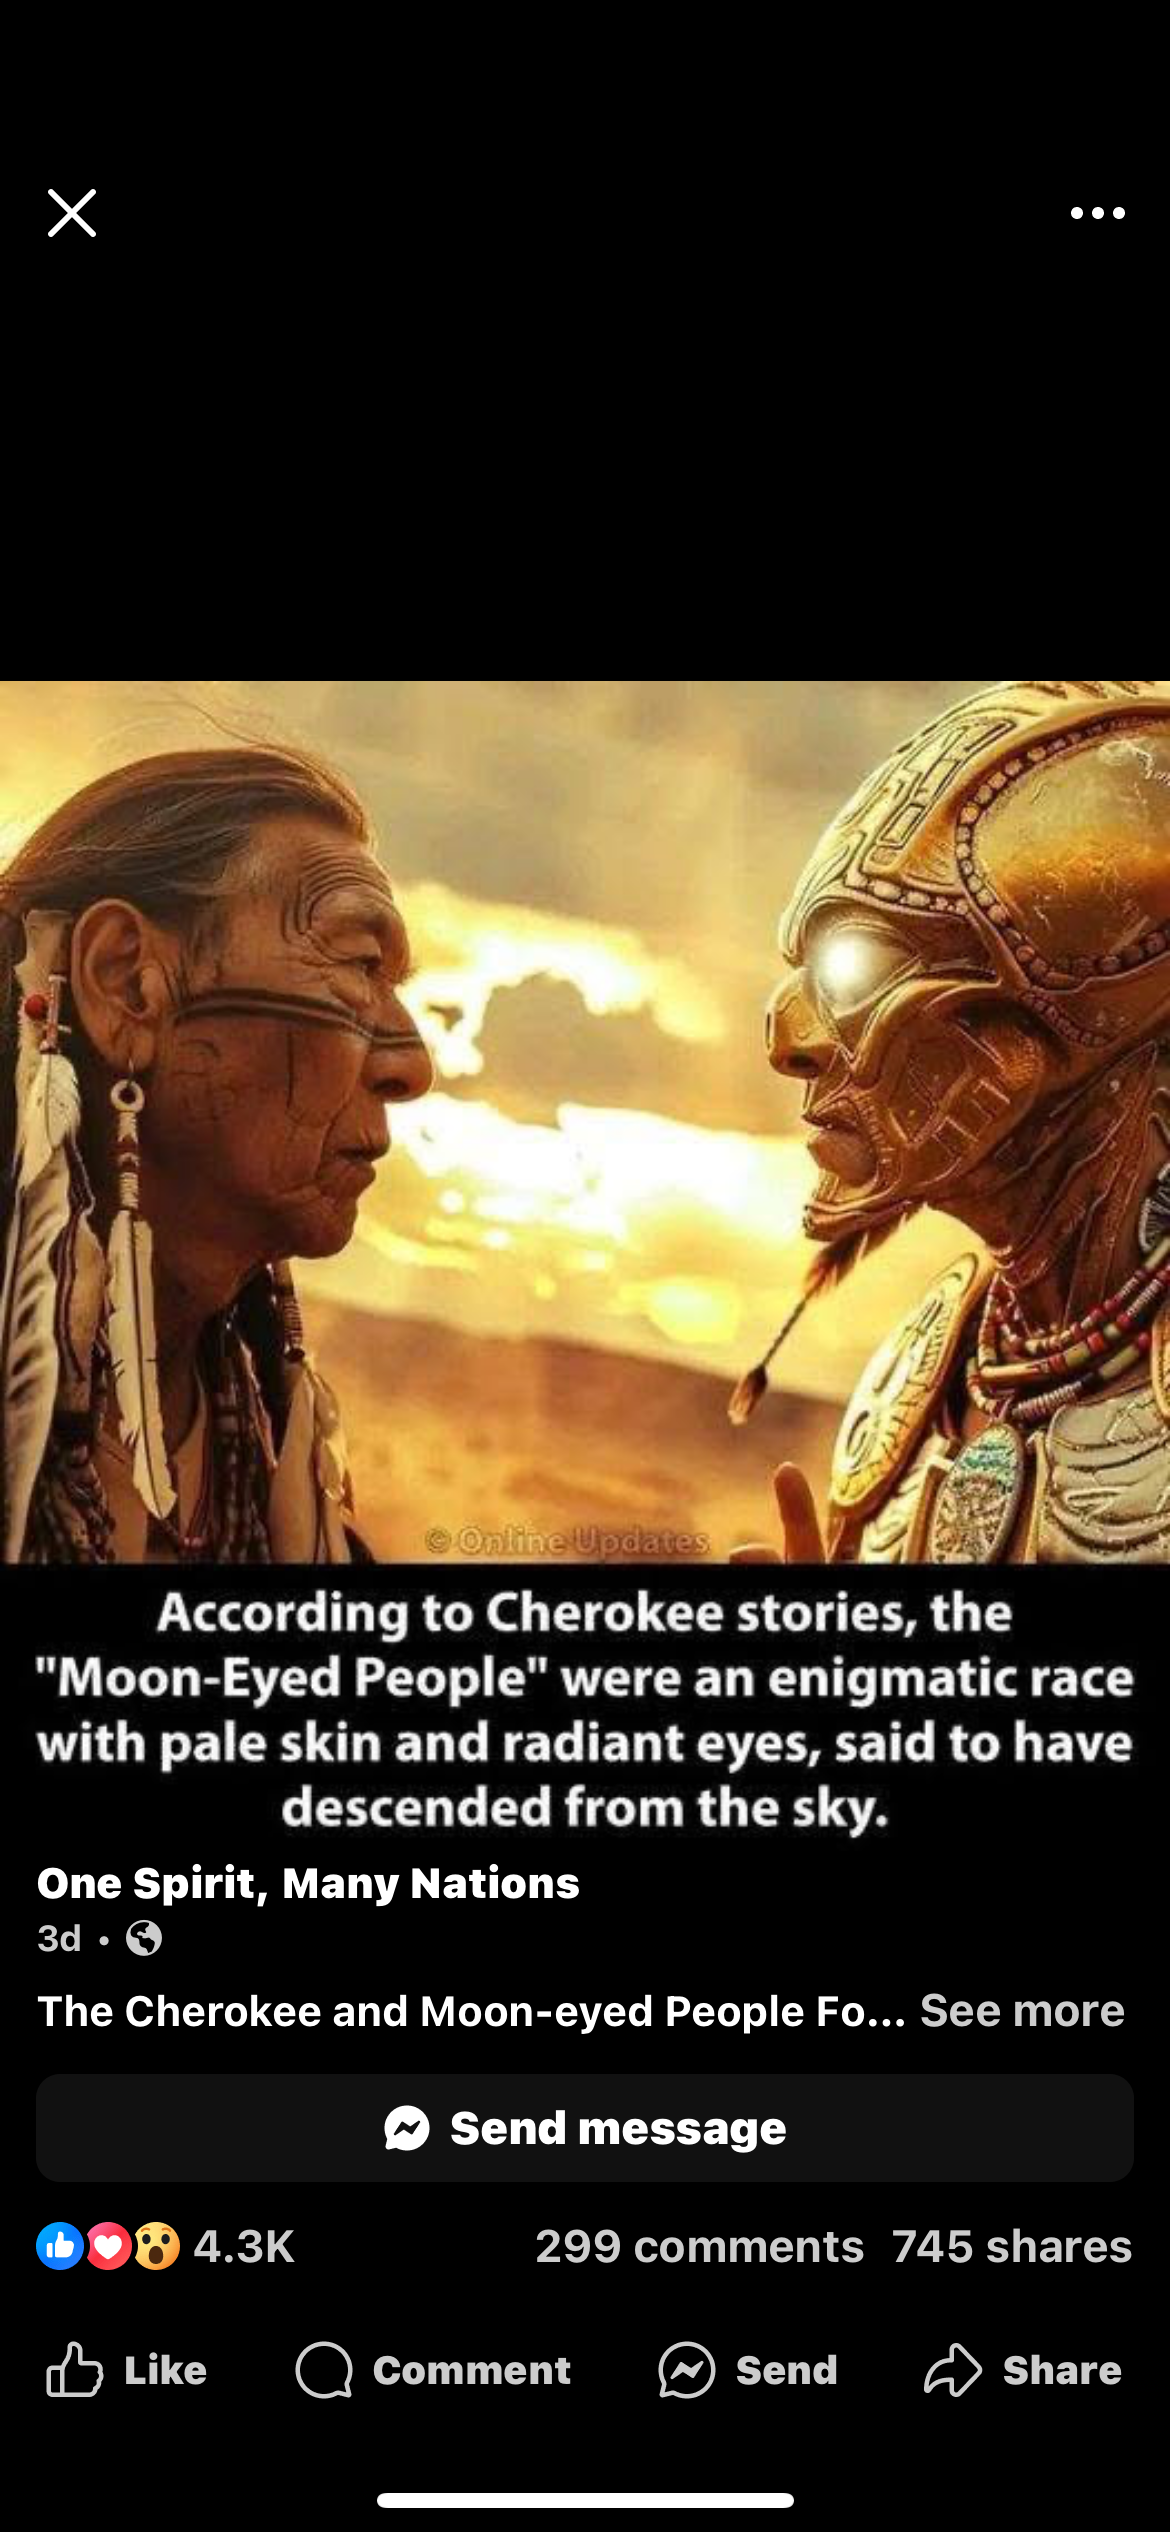 © Online Updates
According to Cherokee stories, the
"Moon-Eyed People" were an enigmatic race
with pale skin and radiant eyes, said to have
descended from the sky.
One Spirit, Many Nations
3d •
The Cherokee and Moon-eyed People Fo... See more
Send message
4.3K 299 comments 745 shares
Like Comment Send Share